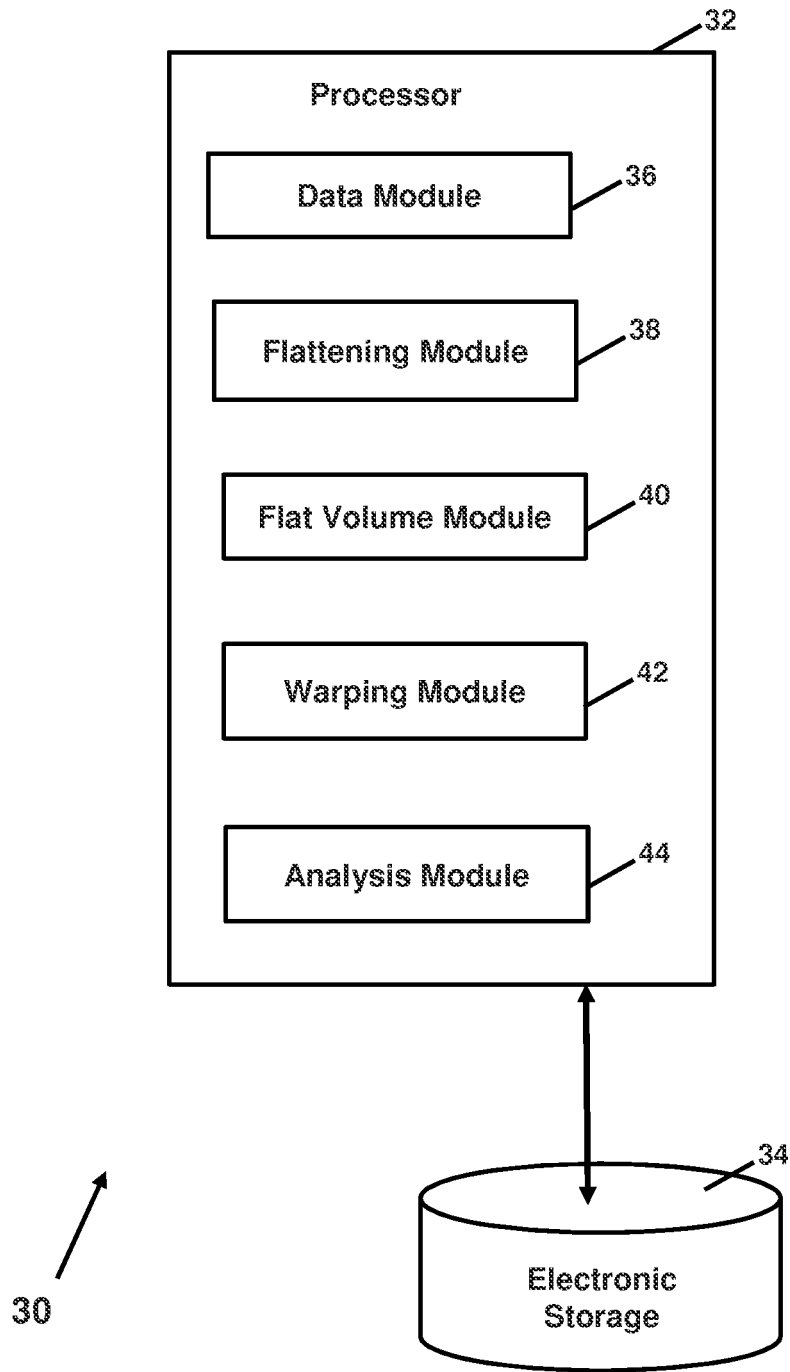 32
Processor
Data Module
36
Flattening Module
38
Flat Volume Module
40
Warping Module
42
Analysis Module
44
34
Electronic
Storage
30